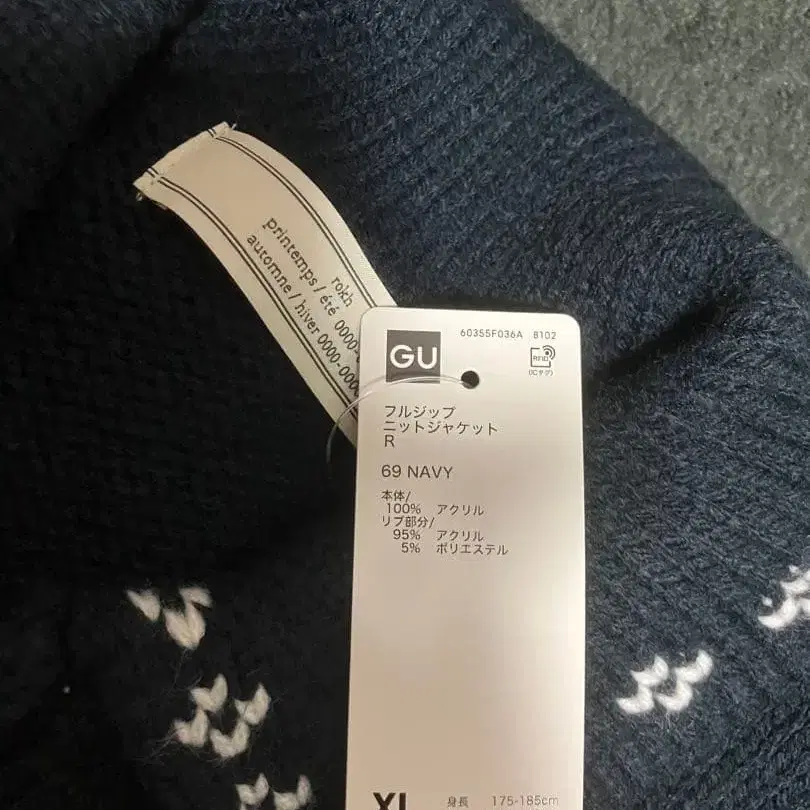 rokh
printemps / été 0000-
automne / hiver 0000-0000
GU
60355F036A 8102
RFID
(ICタグ)
フルジップ
ニットジャケット
R
69 NAVY
本体/
100% アクリル
リブ部分/
95% アクリル
5% ポリエステル
XL 身長 175-185cm